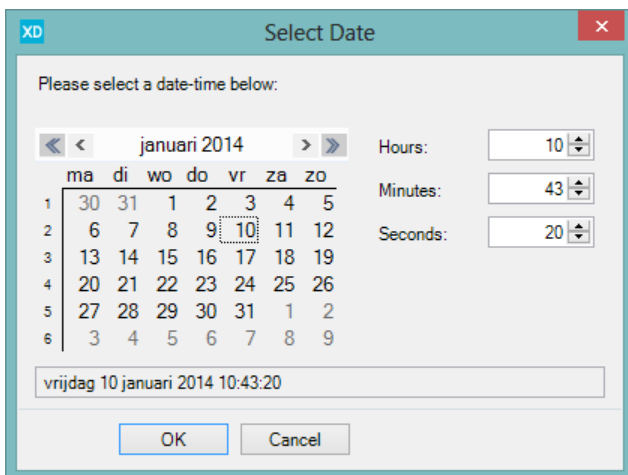 XD Select Date
Please select a date-time below:
januari 2014
ma di wo do vr za zo
1 30 31 1 2 3 4 5
2 6 7 8 9 10 11 12
3 13 14 15 16 17 18 19
4 20 21 22 23 24 25 26
5 27 28 29 30 31 1 2
6 3 4 5 6 7 8 9
Hours: 10
Minutes: 43
Seconds: 20
vrijdag 10 januari 2014 10:43:20
OK Cancel